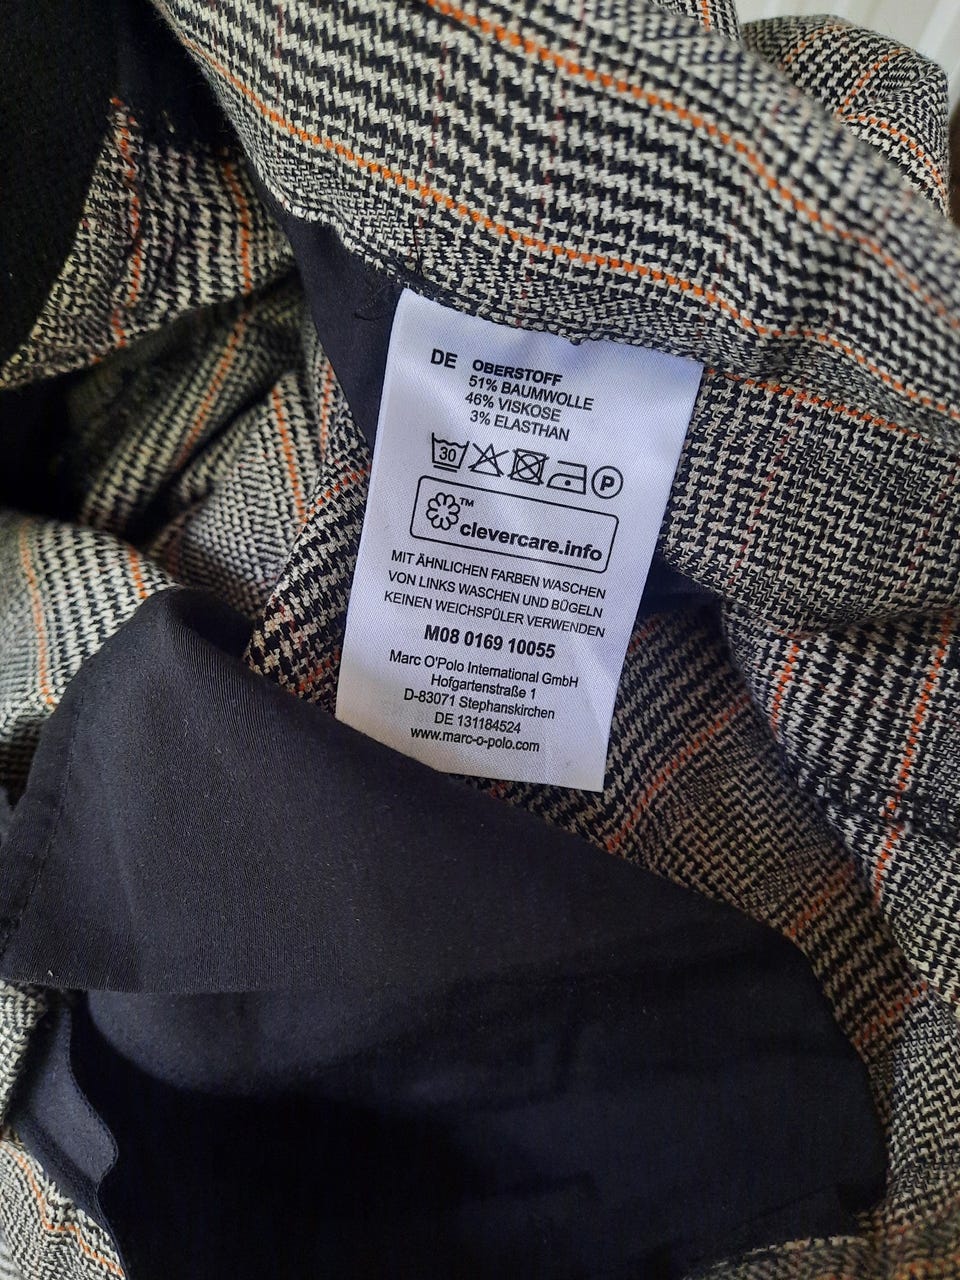 DE OBERSTOFF
51% BAUMWOLLE
46% VISKOSE
3% ELASTHAN
30 P
™ clevercare.info
MIT ÄHNLICHEN FARBEN WASCHEN
VON LINKS WASCHEN UND BÜGELN
KEINEN WEICHSPÜLER VERWENDEN
M08 0169 10055
Marc O'Polo International GmbH
Hofgartenstraße 1
D-83071 Stephanskirchen
DE 131184524
www.marc-o-polo.com